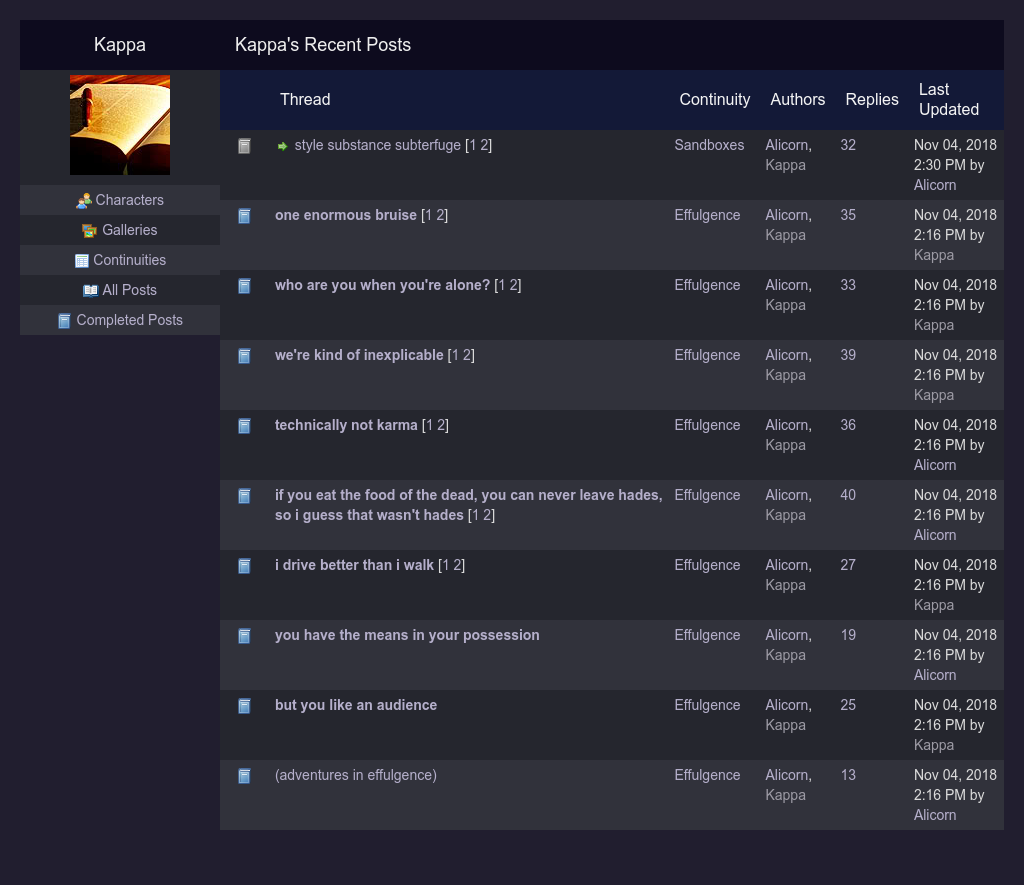 Kappa
Kappa's Recent Posts
Characters
Galleries
Continuities
All Posts
Completed Posts
Thread Continuity Authors Replies Last
Updated
style substance subterfuge [1 2] Sandboxes Alicorn, 32 Nov 04, 2018
Kappa 2:30 PM by
Alicorn
one enormous bruise [1 2] Effulgence Alicorn, 35 Nov 04, 2018
Kappa 2:16 PM by
Kappa
who are you when you're alone? [1 2] Effulgence Alicorn, 33 Nov 04, 2018
Kappa 2:16 PM by
Kappa
we're kind of inexplicable [1 2] Effulgence Alicorn, 39 Nov 04, 2018
Kappa 2:16 PM by
Kappa
technically not karma [1 2] Effulgence Alicorn, 36 Nov 04, 2018
Kappa 2:16 PM by
Alicorn
if you eat the food of the dead, you can never leave hades, Effulgence Alicorn, 40 Nov 04, 2018
so i guess that wasn't hades [1 2] Kappa 2:16 PM by
Alicorn
i drive better than i walk [1 2] Effulgence Alicorn, 27 Nov 04, 2018
Kappa 2:16 PM by
Kappa
you have the means in your possession Effulgence Alicorn, 19 Nov 04, 2018
Kappa 2:16 PM by
Alicorn
but you like an audience Effulgence Alicorn, 25 Nov 04, 2018
Kappa 2:16 PM by
Kappa
(adventures in effulgence) Effulgence Alicorn, 13 Nov 04, 2018
Kappa 2:16 PM by
Alicorn